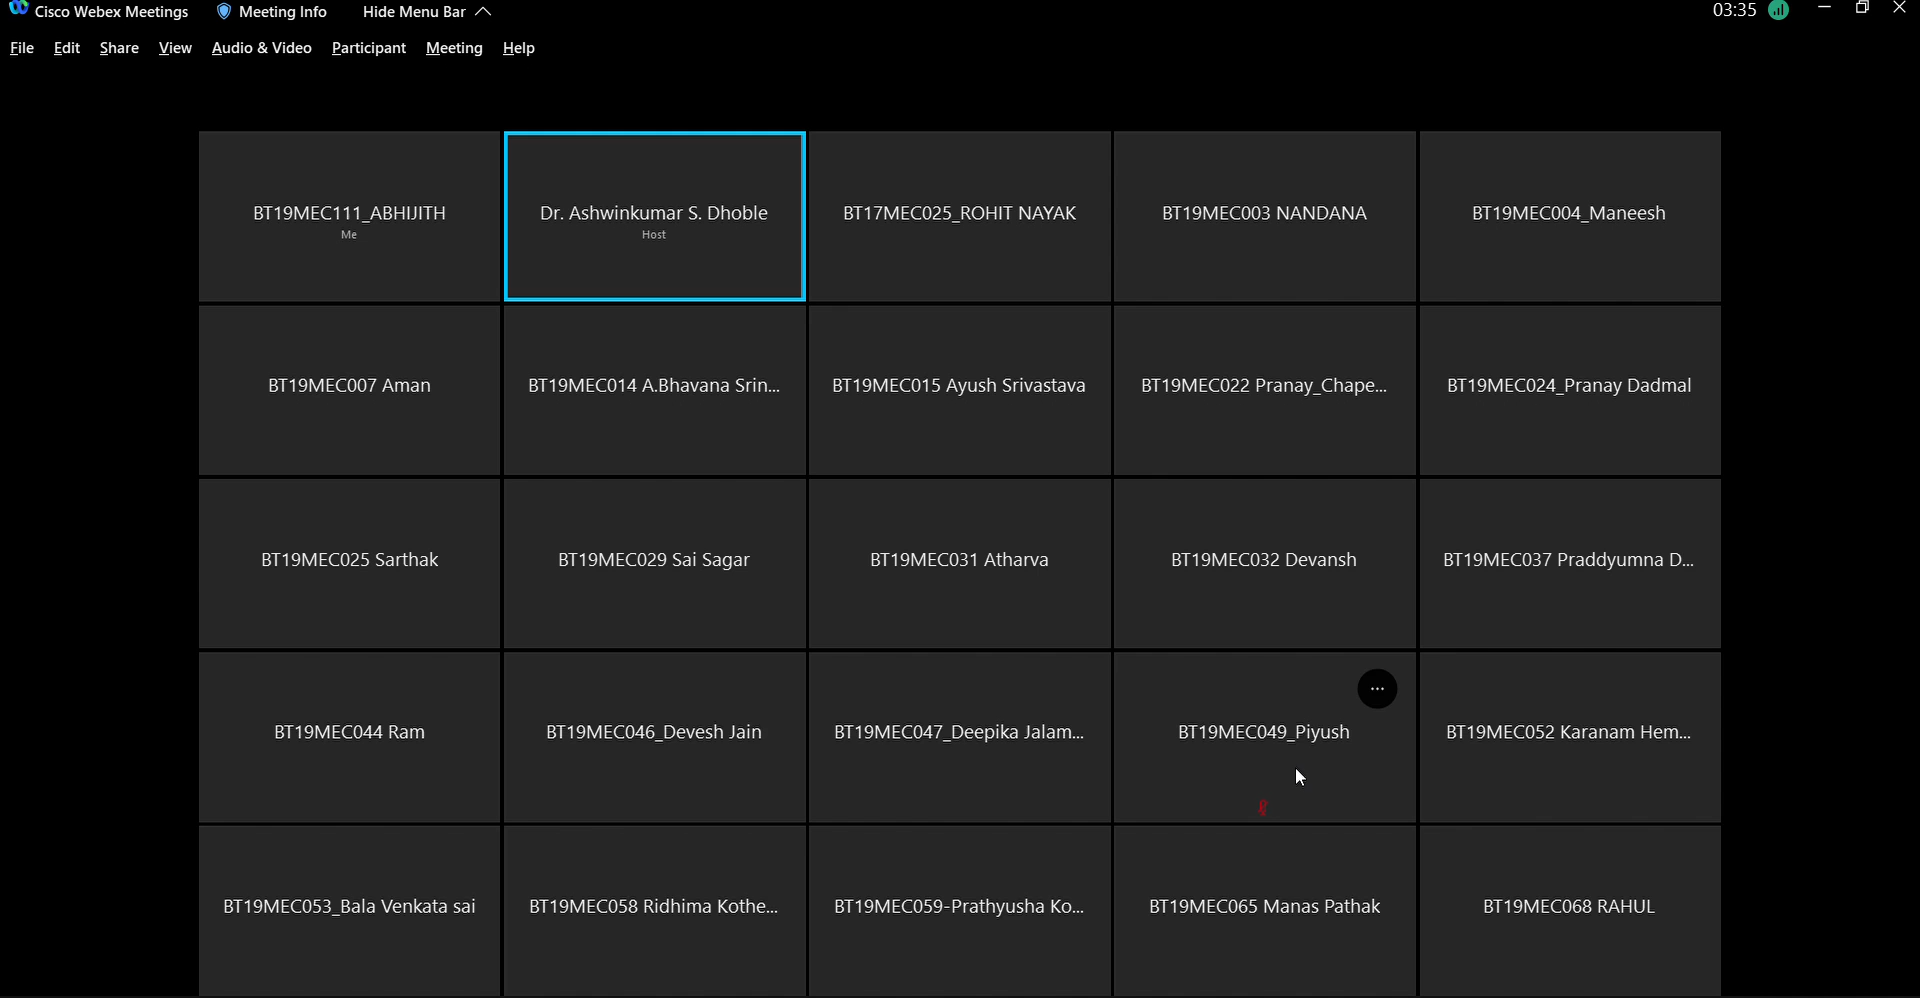 Cisco Webex Meetings Meeting Info Hide Menu Bar 03:35
File Edit Share View Audio & Video Participant Meeting Help
BT19MEC111_ABHIJITH
Me
Dr. Ashwinkumar S. Dhoble
Host
BT17MEC025_ROHIT NAYAK
BT19MEC003 NANDANA
BT19MEC004_Maneesh
BT19MEC007 Aman
BT19MEC014 A.Bhavana Srin...
BT19MEC015 Ayush Srivastava
BT19MEC022 Pranay_Chape...
BT19MEC024_Pranay Dadmal
BT19MEC025 Sarthak
BT19MEC029 Sai Sagar
BT19MEC031 Atharva
BT19MEC032 Devansh
BT19MEC037 Praddyumna D...
BT19MEC044 Ram
BT19MEC046_Devesh Jain
BT19MEC047_Deepika Jalam...
BT19MEC049_Piyush
BT19MEC052 Karanam Hem...
BT19MEC053_Bala Venkata sai
BT19MEC058 Ridhima Kothe...
BT19MEC059-Prathyusha Ko...
BT19MEC065 Manas Pathak
BT19MEC068 RAHUL